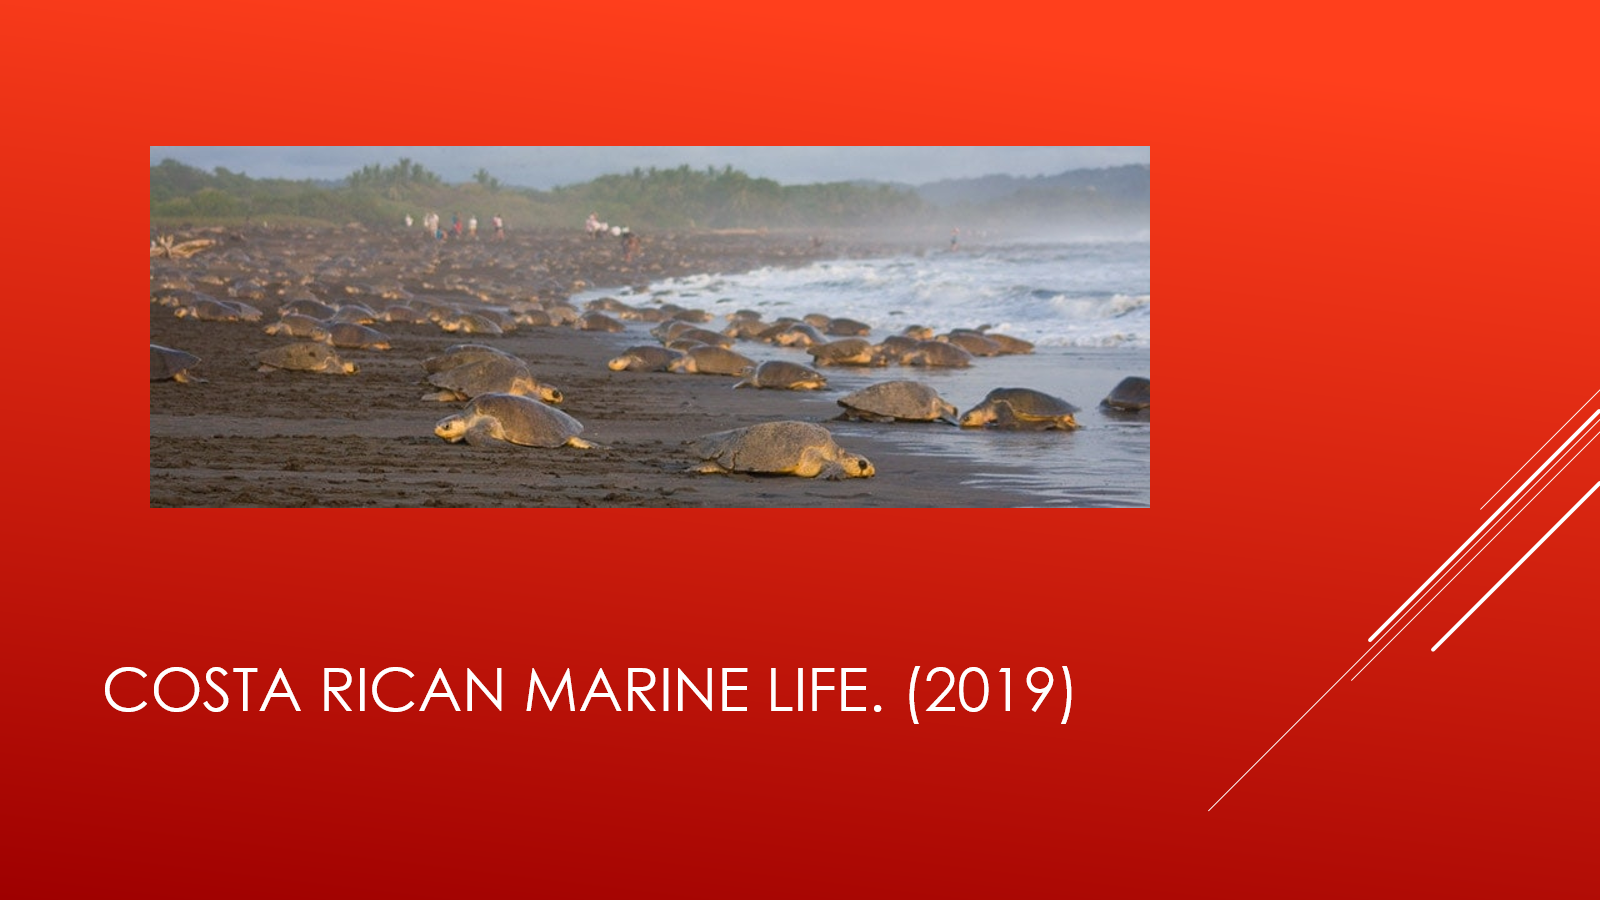 COSTA RICAN MARINE LIFE. (2019)